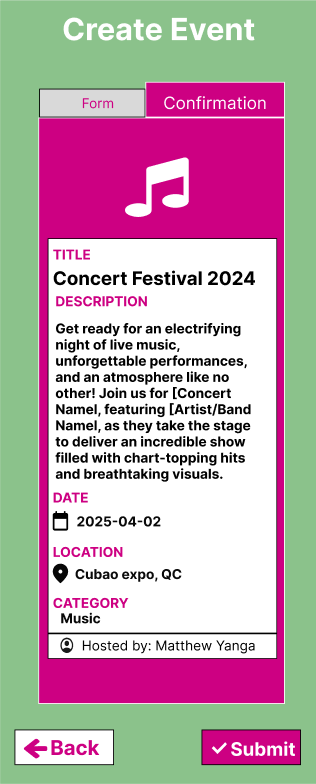 Create Event
Form
Confirmation
TITLE
Concert Festival 2024
DESCRIPTION
Get ready for an electrifying
night of live music,
unforgettable performances,
and an atmosphere like no
other! Join us for [Concert
Namel, featuring [Artist/Band
Namel, as they take the stage
to deliver an incredible show
filled with chart-topping hits
and breathtaking visuals.
DATE
2025-04-02
LOCATION
Cubao expo, QC
CATEGORY
Music
Hosted by: Matthew Yanga
Back
Submit